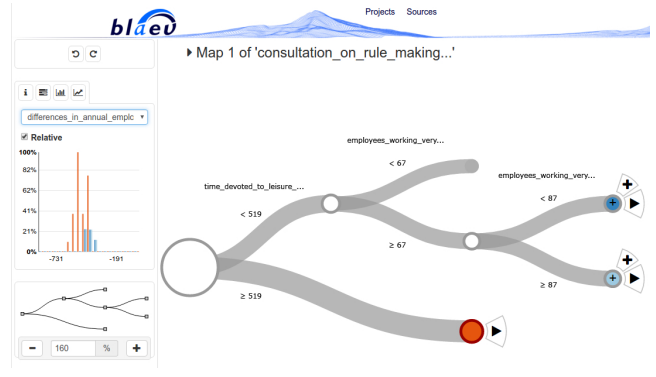 blaeu
Projects Sources
Map 1 of 'consultation_on_rule_making...'
i
differences_in_annual_emplc
Relative
100%
82%
62%
41%
21%
0%
-731 -191
160 %
employees_working_very...
< 67
employees_working_very...
time_devoted_to_leisure_...
< 87
< 519
≥ 67
≥ 87
≥ 519